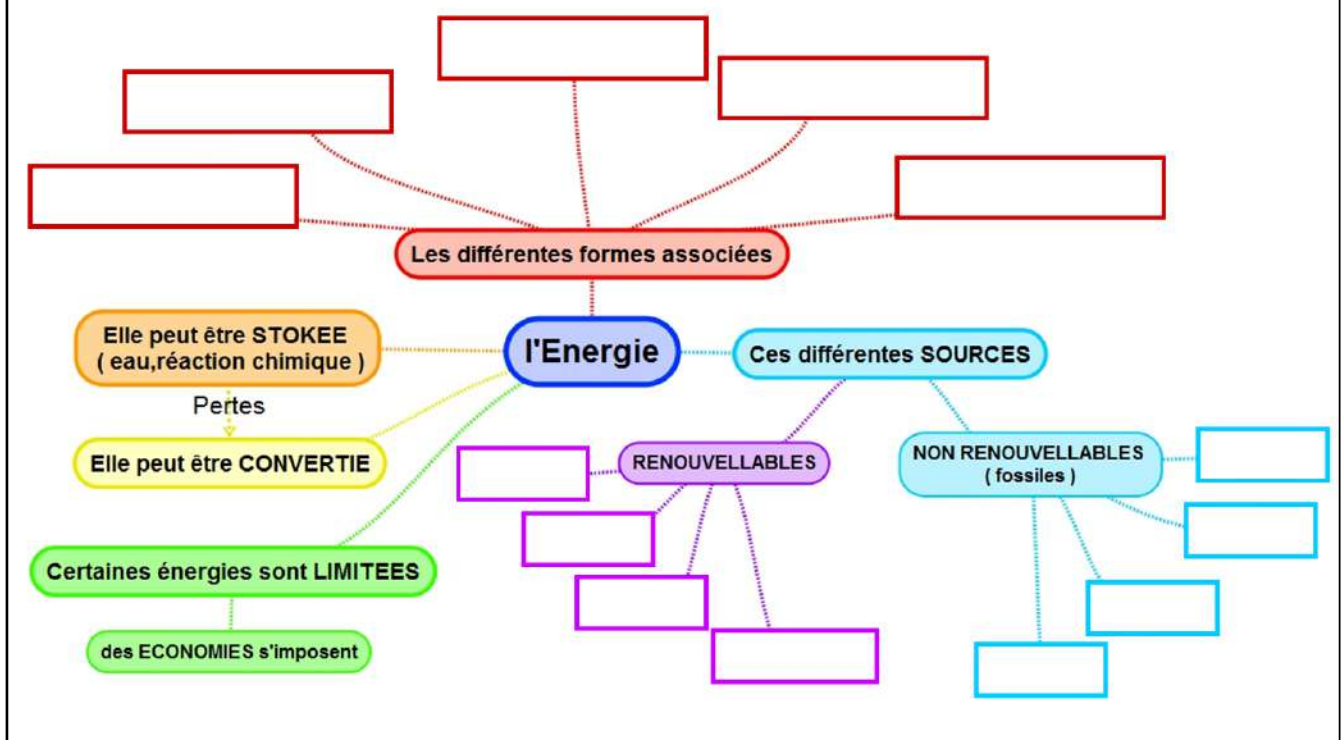 Les différentes formes associées
Elle peut être STOKEE
( eau,réaction chimique )
l'Energie
Ces différentes SOURCES
Pertes
Elle peut être CONVERTIE
RENOUVELLABLES
NON RENOUVELLABLES
( fossiles )
Certaines énergies sont LIMITEES
des ECONOMIES s'imposent